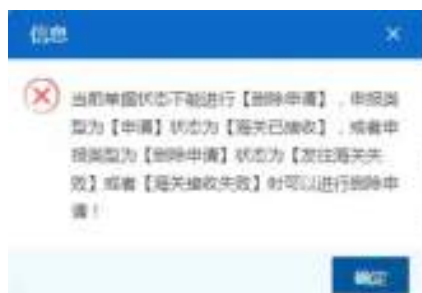 信息
当前单据状态下能进行【删除申请】，申报类
型为【申请】状态为【海关已接收】，或者申
报类型为【删除申请】状态为【发往海关失
败】或者【海关接收失败】时可以进行删除申
请！
确定